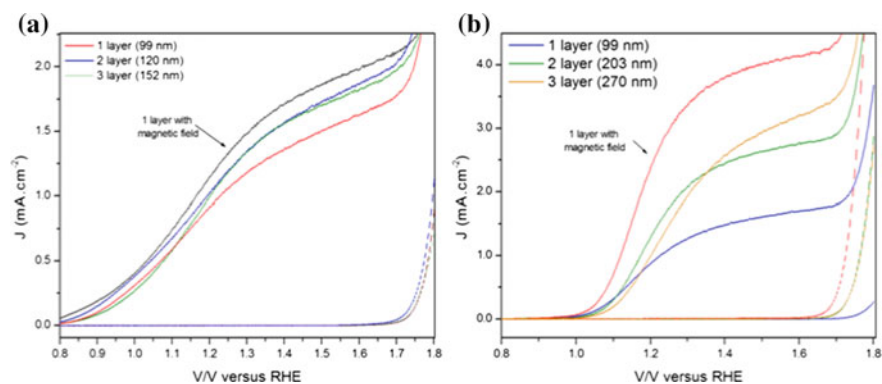 (a)
1 layer (99 nm)
2 layer (120 nm)
3 layer (152 nm)
1 layer with
magnetic field
J (mA.cm⁻²)
2.0
1.5
1.0
0.5
0.0
0.8 0.9 1.0 1.1 1.2 1.3 1.4 1.5 1.6 1.7 1.8
V/V versus RHE
(b)
1 layer (99 nm)
2 layer (203 nm)
3 layer (270 nm)
1 layer with
magnetic field
J (mA.cm⁻²)
4.0
3.0
2.0
1.0
0.0
0.8 1.0 1.2 1.4 1.6 1.8
V/V versus RHE